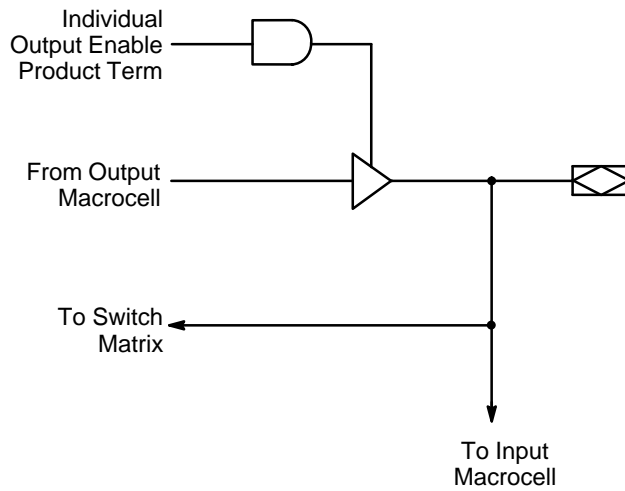 Individual
Output Enable
Product Term
From Output
Macrocell
To Switch
Matrix
To Input
Macrocell